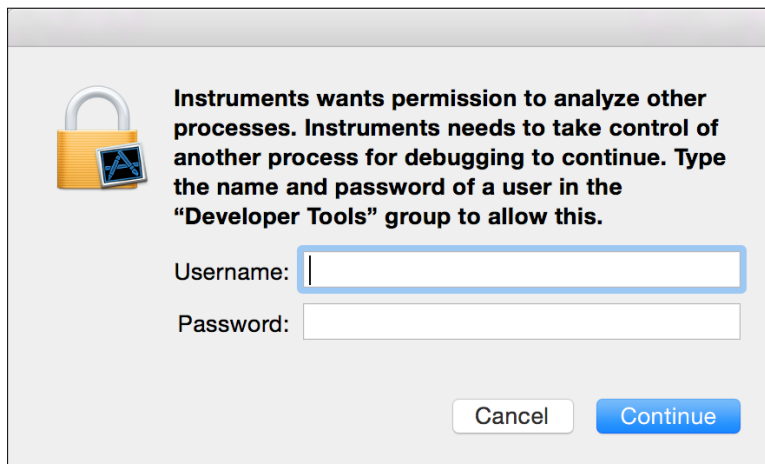 Instruments wants permission to analyze other
processes. Instruments needs to take control of
another process for debugging to continue. Type
the name and password of a user in the
“Developer Tools” group to allow this.
Username:
Password:
Cancel Continue